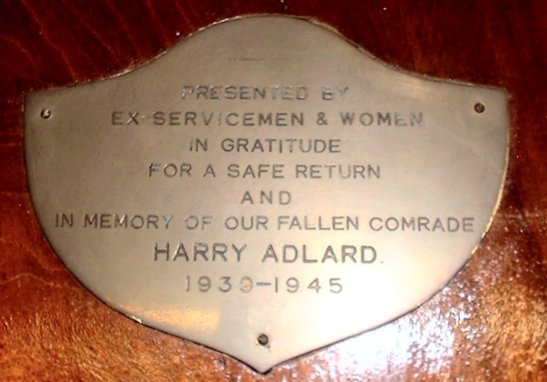 PRESENTED BY
EX-SERVICEMEN & WOMEN
IN GRATITUDE
FOR A SAFE RETURN
AND
IN MEMORY OF OUR FALLEN COMRADE
HARRY ADLARD.
1939-1945